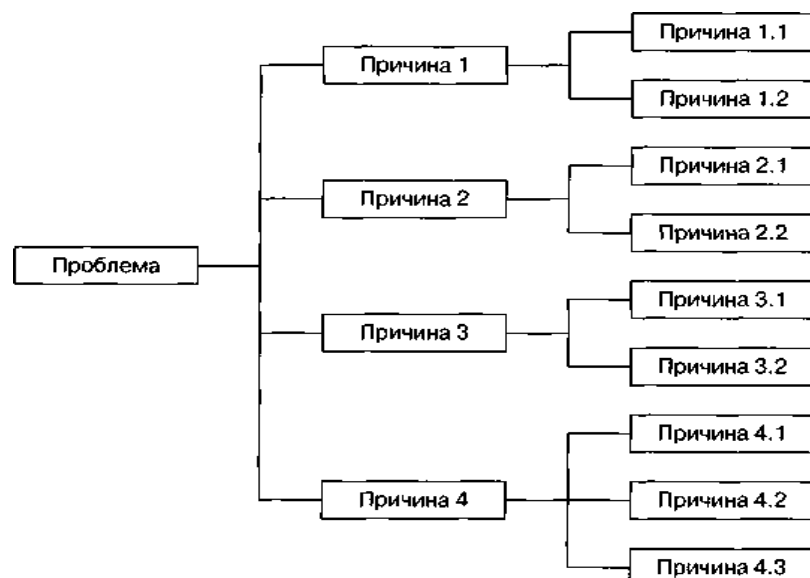 Причина 1.1
Причина 1
Причина 1.2
Причина 2.1
Причина 2
Причина 2.2
Проблема
Причина 3.1
Причина 3
Причина 3.2
Причина 4.1
Причина 4
Причина 4.2
Причина 4.3